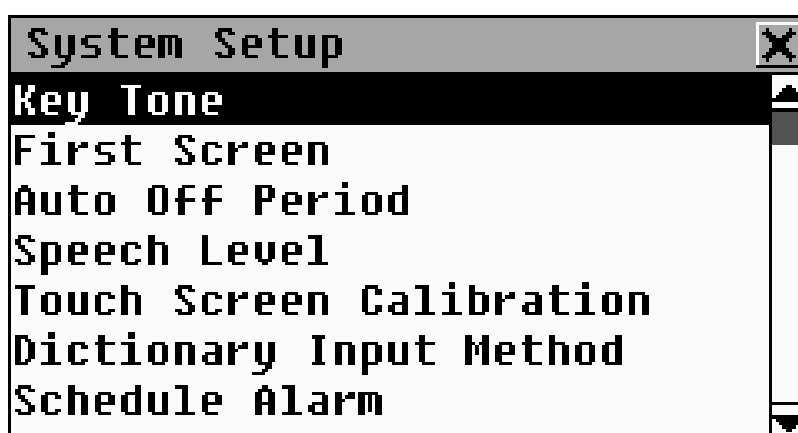 System Setup
Key Tone
First Screen
Auto Off Period
Speech Level
Touch Screen Calibration
Dictionary Input Method
Schedule Alarm